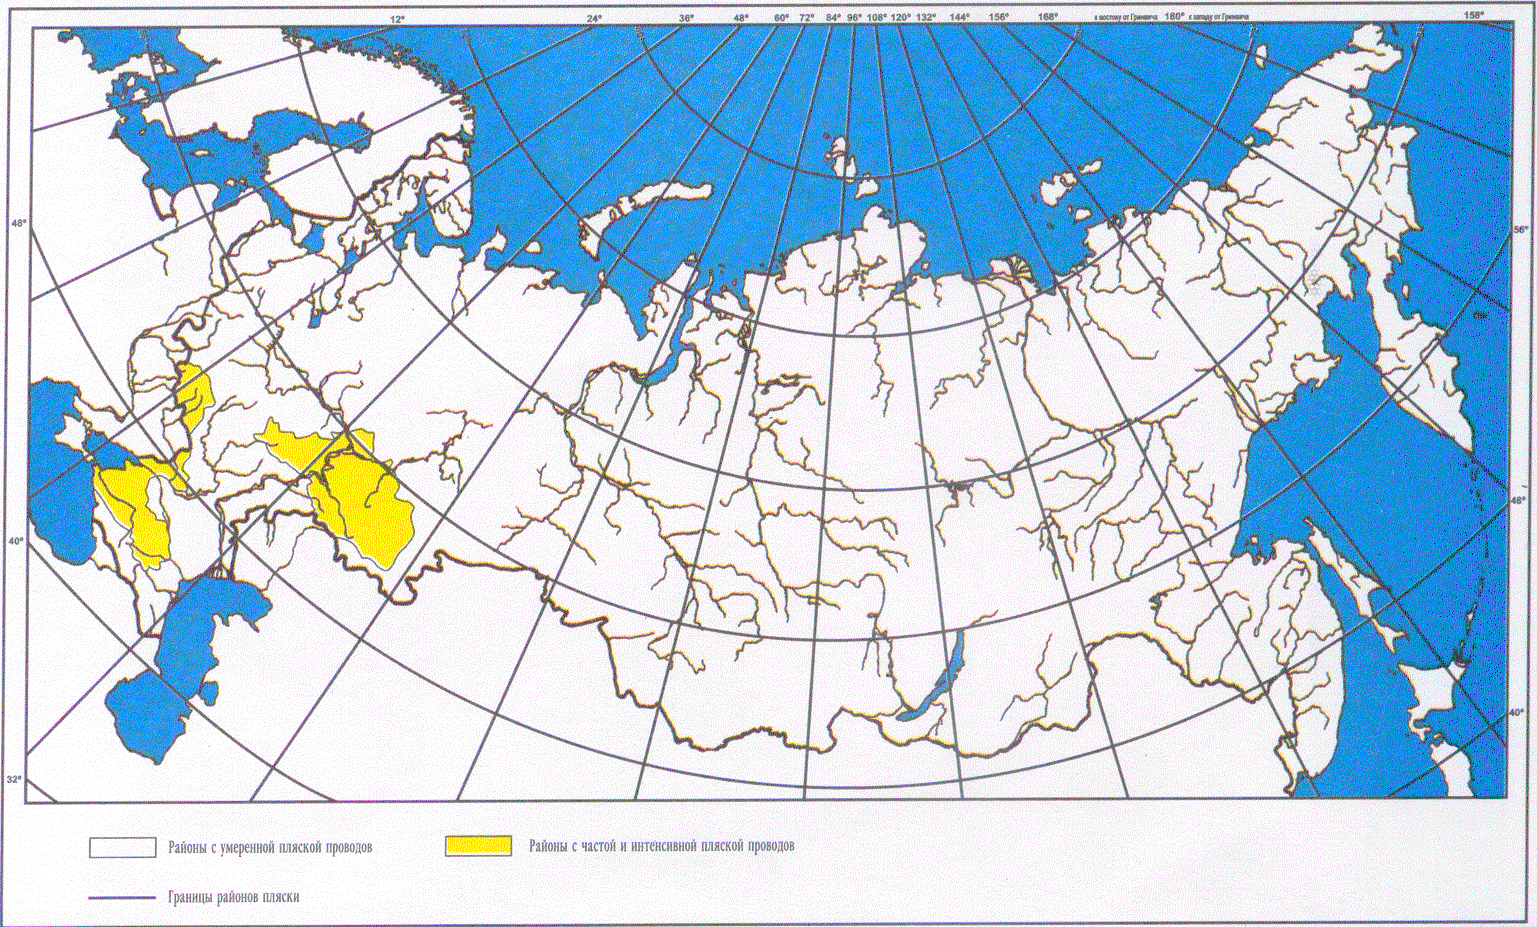 12° 24° 36° 48° 60° 72° 84° 96° 108° 120° 132° 144° 156° 168° к востоку от Гринвича 180° к западу от Гринвича 158°
48°
56°
48°
40°
40°
32°
Районы с умеренной пляской проводов
Районы с частой и интенсивной пляской проводов
Границы районов пляски